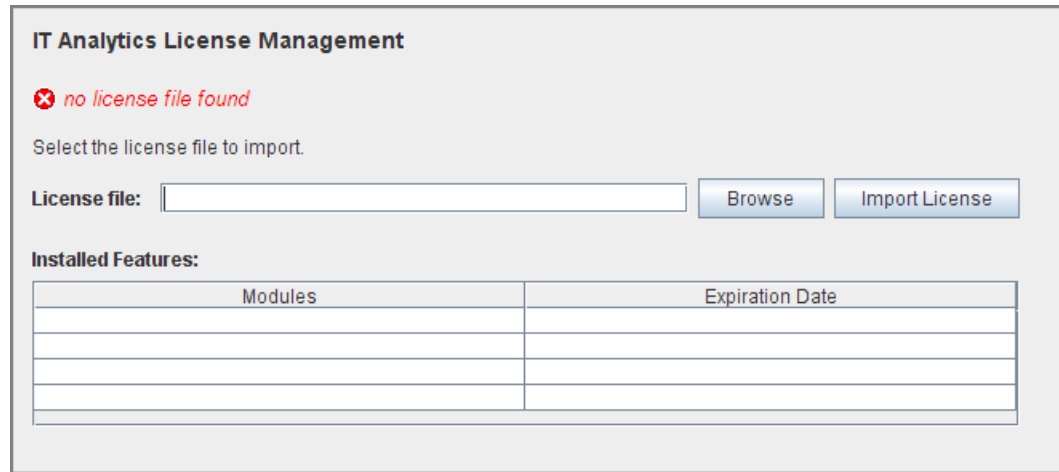 IT Analytics License Management
no license file found
Select the license file to import.
License file: Browse Import License
Installed Features:
Modules Expiration Date